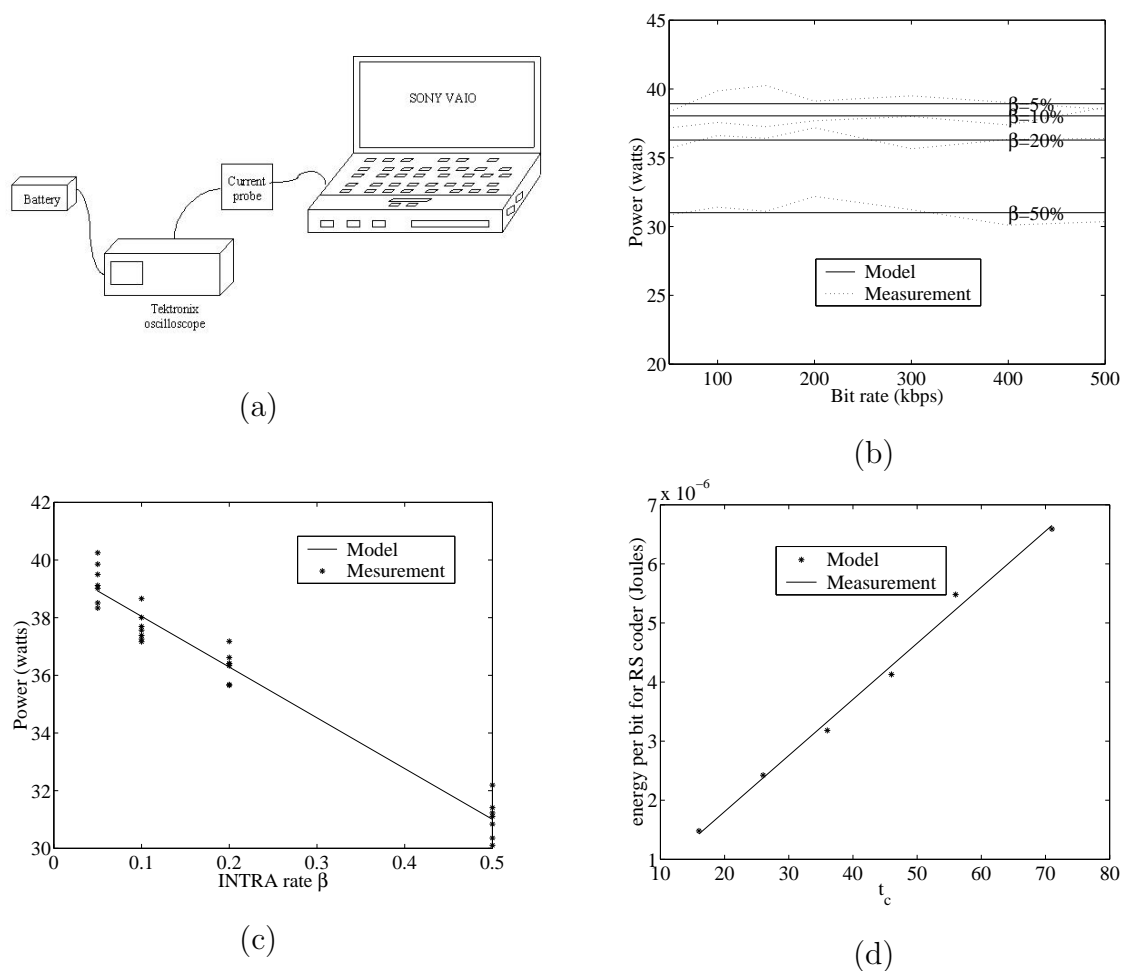 SONY VAIO
Current
probe
Battery
Tektronix
oscilloscope
(a)
45
40
35
30
25
20
Power (watts)
β=5%
β=10%
β=20%
β=50%
Model
Measurement
100 200 300 400 500
Bit rate (kbps)
(b)
42
40
38
36
34
32
30
Power (watts)
Model
Mesurement
0 0.1 0.2 0.3 0.4 0.5
INTRA rate β
(c)
x 10^-6
7
6
5
4
3
2
1
energy per bit for RS coder (Joules)
Model
Measurement
10 20 30 40 50 60 70 80
t_c
(d)